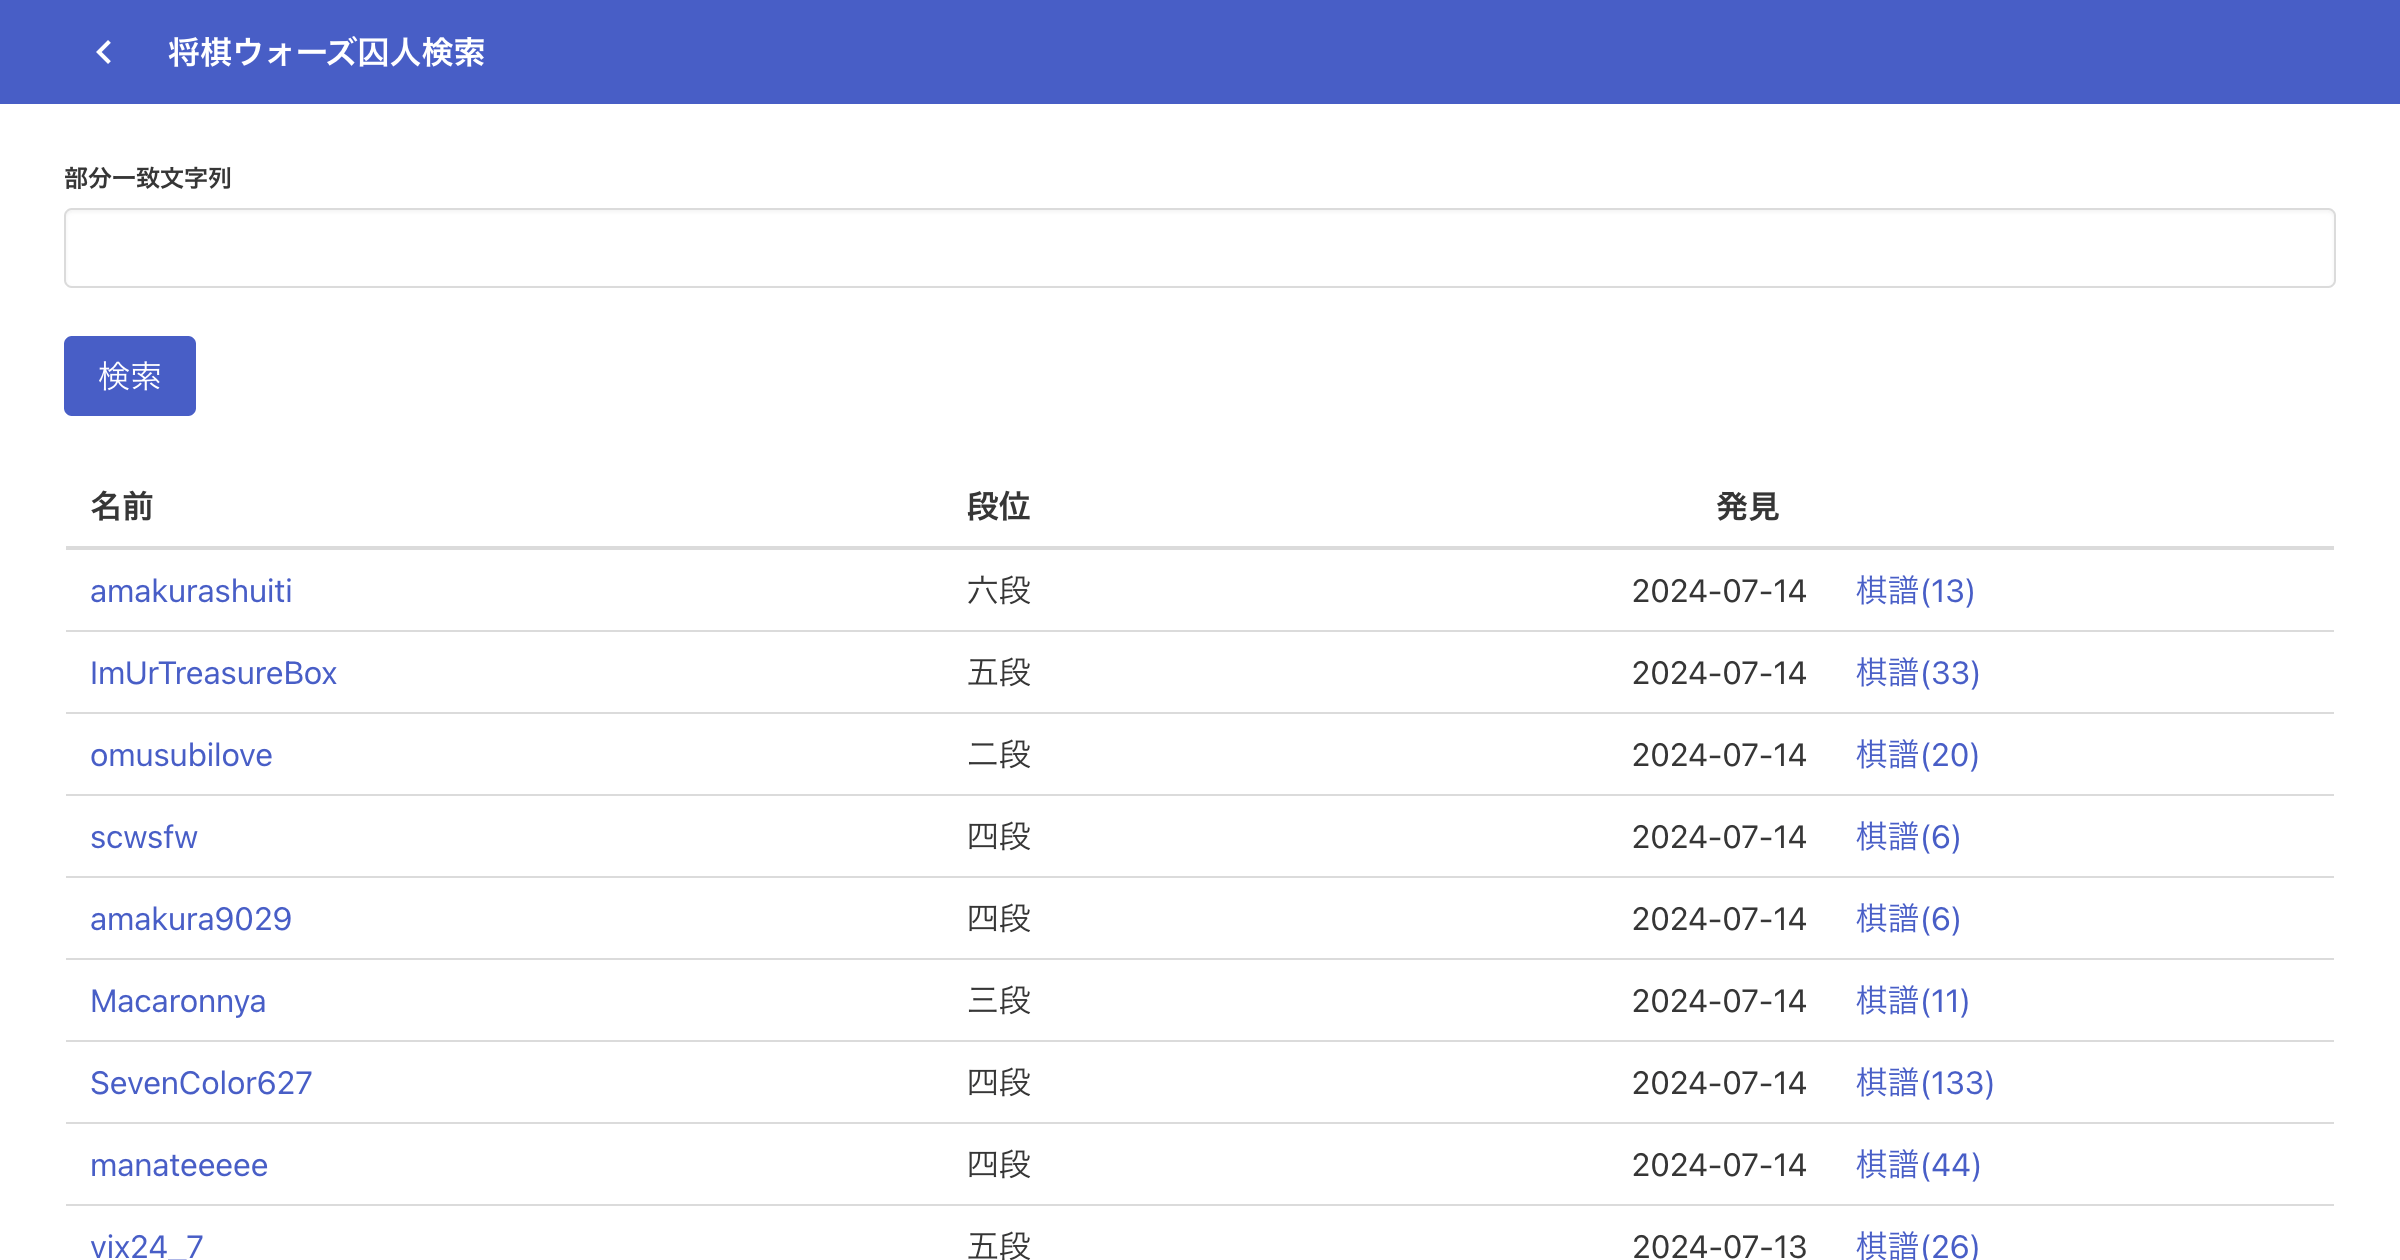 将棋ウォーズ囚人検索
部分一致文字列
検索
名前 段位 発見
amakurashuiti 六段 2024-07-14 棋譜(13)
ImUrTreasureBox 五段 2024-07-14 棋譜(33)
omusubilove 二段 2024-07-14 棋譜(20)
scwsfw 四段 2024-07-14 棋譜(6)
amakura9029 四段 2024-07-14 棋譜(6)
Macaronnya 三段 2024-07-14 棋譜(11)
SevenColor627 四段 2024-07-14 棋譜(133)
manateeeee 四段 2024-07-14 棋譜(44)
vix24_7 五段 2024-07-13 棋譜(26)